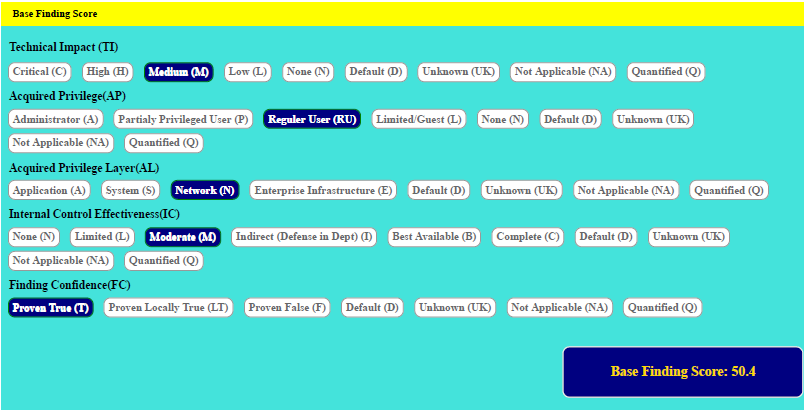 Base Finding Score
Technical Impact (TI)
Critical (C) High (H) Medium (M) Low (L) None (N) Default (D) Unknown (UK) Not Applicable (NA) Quantified (Q)
Acquired Privilege(AP)
Administrator (A) Partialy Privileged User (P) Reguler User (RU) Limited/Guest (L) None (N) Default (D) Unknown (UK)
Not Applicable (NA) Quantified (Q)
Acquired Privilege Layer(AL)
Application (A) System (S) Network (N) Enterprise Infrastructure (E) Default (D) Unknown (UK) Not Applicable (NA) Quantified (Q)
Internal Control Effectiveness(IC)
None (N) Limited (L) Moderate (M) Indirect (Defense in Dept) (I) Best Available (B) Complete (C) Default (D) Unknown (UK)
Not Applicable (NA) Quantified (Q)
Finding Confidence(FC)
Proven True (T) Proven Locally True (LT) Proven False (F) Default (D) Unknown (UK) Not Applicable (NA) Quantified (Q)
Base Finding Score: 50.4